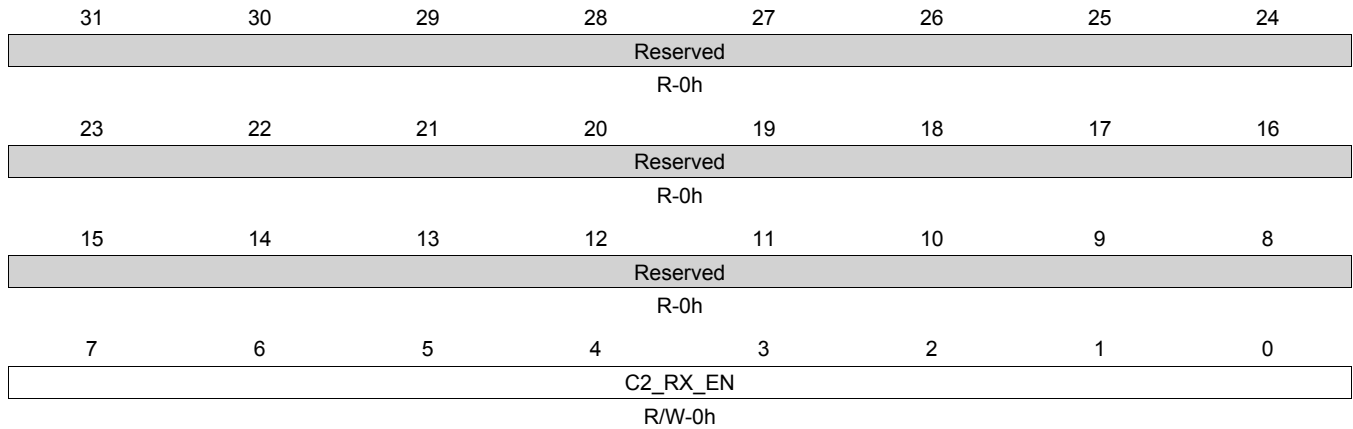 31 30 29 28 27 26 25 24
Reserved
R-0h
23 22 21 20 19 18 17 16
Reserved
R-0h
15 14 13 12 11 10 9 8
Reserved
R-0h
7 6 5 4 3 2 1 0
C2_RX_EN
R/W-0h